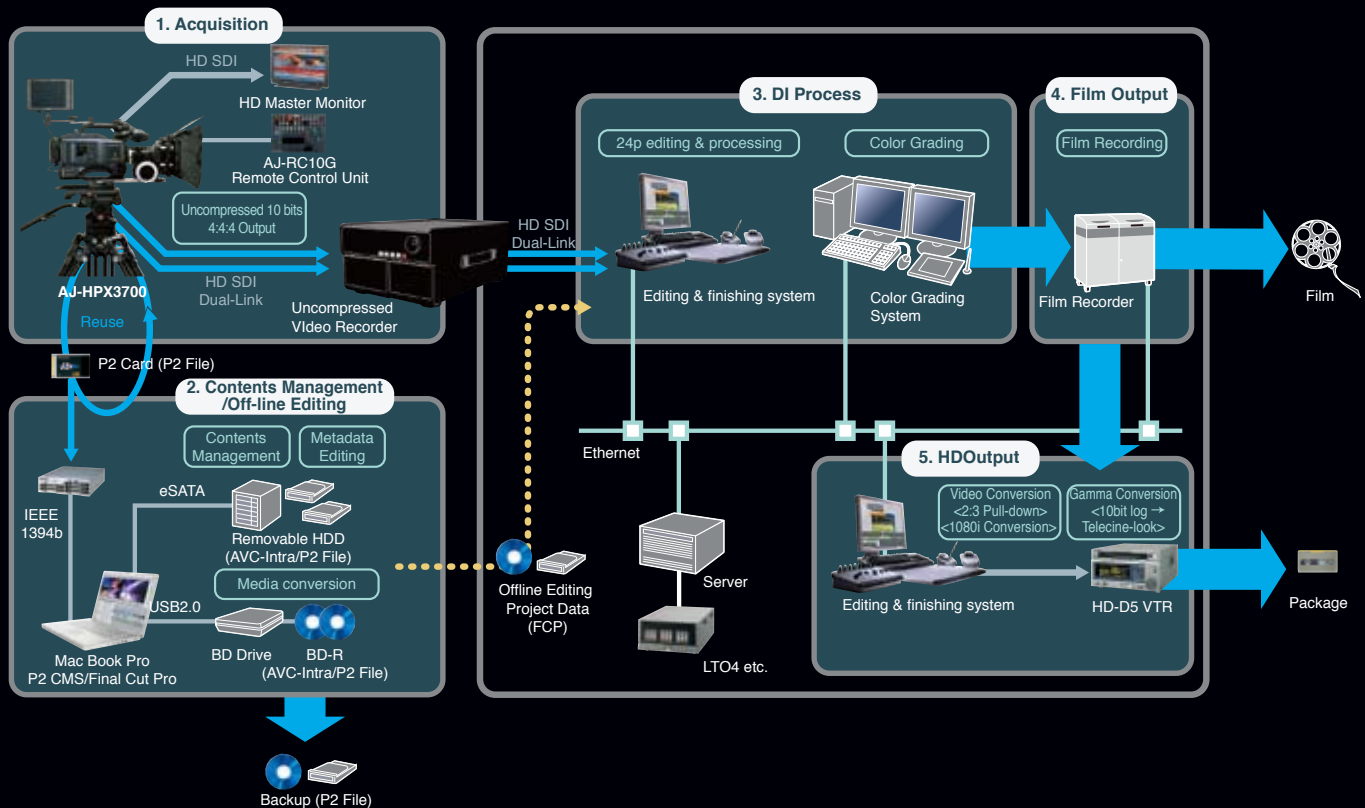 1. Acquisition
HD SDI
HD Master Monitor
AJ-RC10G
Remote Control Unit
Uncompressed 10 bits
4:4:4 Output
HD SDI
Dual-Link
AJ-HPX3700
Reuse
Uncompressed
VIdeo Recorder
P2 Card (P2 File)
2. Contents Management
/Off-line Editing
Contents
Management
Metadata
Editing
eSATA
IEEE
1394b
Removable HDD
(AVC-Intra/P2 File)
Media conversion
USB2.0
BD Drive
BD-R
(AVC-Intra/P2 File)
Mac Book Pro
P2 CMS/Final Cut Pro
Backup (P2 File)
HD SDI
Dual-Link
3. DI Process
24p editing & processing
Color Grading
Editing & finishing system
Color Grading
System
4. Film Output
Film Recording
Film Recorder
Film
Ethernet
Offline Editing
Project Data
(FCP)
Server
LTO4 etc.
5. HDOutput
Video Conversion
<2:3 Pull-down>
<1080i Conversion>
Gamma Conversion
<10bit log →
Telecine-look>
Editing & finishing system
HD-D5 VTR
Package